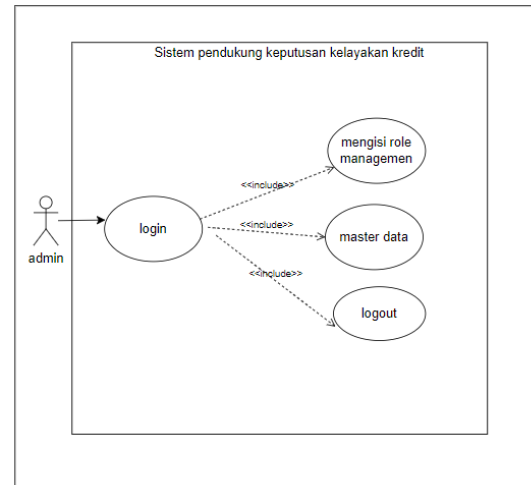 Sistem pendukung keputusan kelayakan kredit
mengisi role
managemen
<<include>>
admin
login
<<include>>
master data
<<include>>
logout